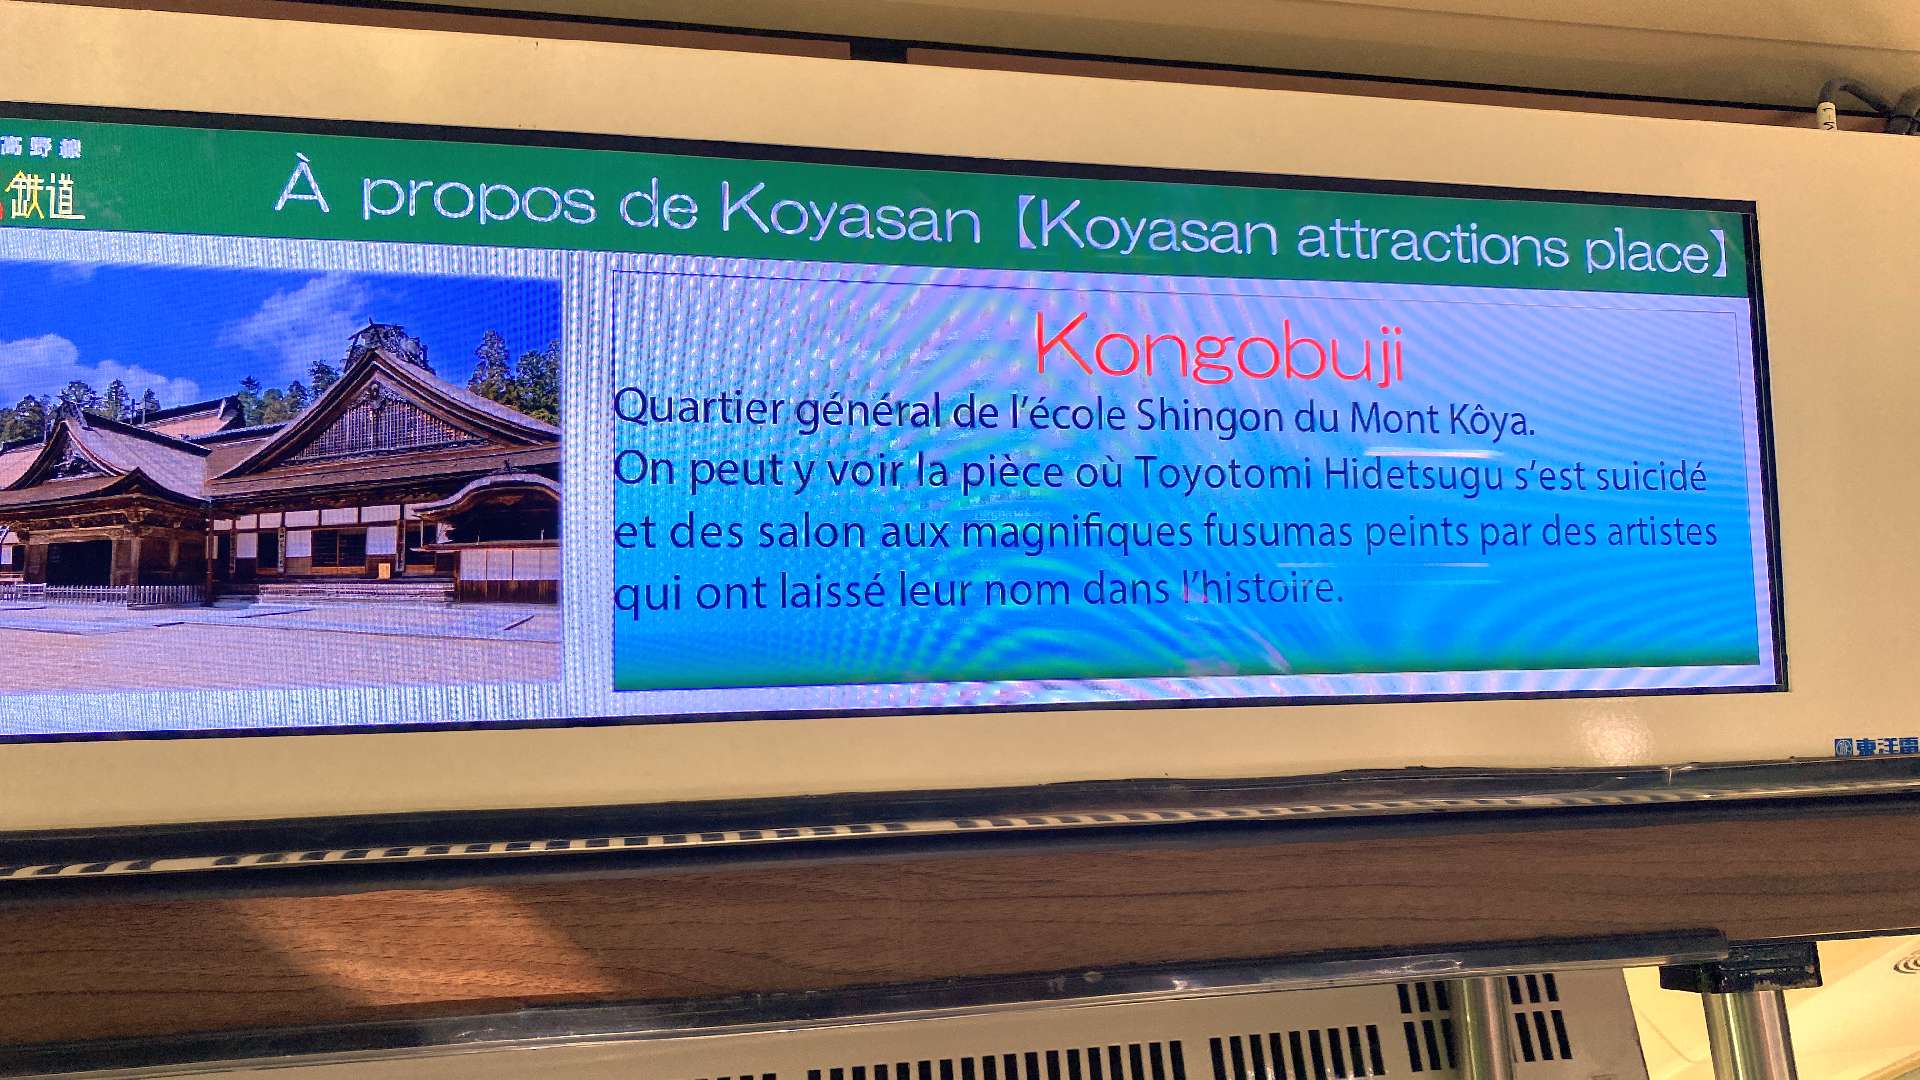 高野線
鉄道
À propos de Koyasan【Koyasan attractions place】
Kongobuji
Quartier général de l'école Shingon du Mont Kôya.
On peut y voir la pièce où Toyotomi Hidetsugu s'est suicidé
et des salon aux magnifiques fusumas peints par des artistes
qui ont laissé leur nom dans l'histoire.